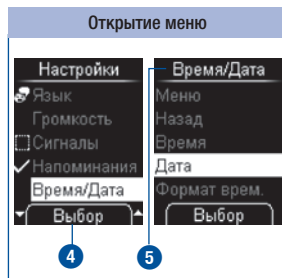 Открытие меню
Настройки
Язык
Громкость
Сигналы
Напоминания
Время/Дата
Выбор
4
Время/Дата
Меню
Назад
Время
Дата
Формат врем.
Выбор
5